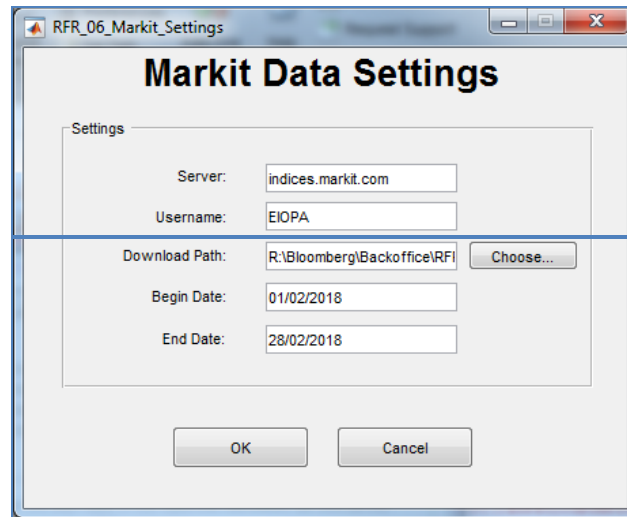 RFR_06_Markit_Settings
Markit Data Settings
Settings
Server: indices.markit.com
Username: EIOPA
Download Path: R:\Bloomberg\Backoffice\RFI Choose...
Begin Date: 01/02/2018
End Date: 28/02/2018
OK Cancel